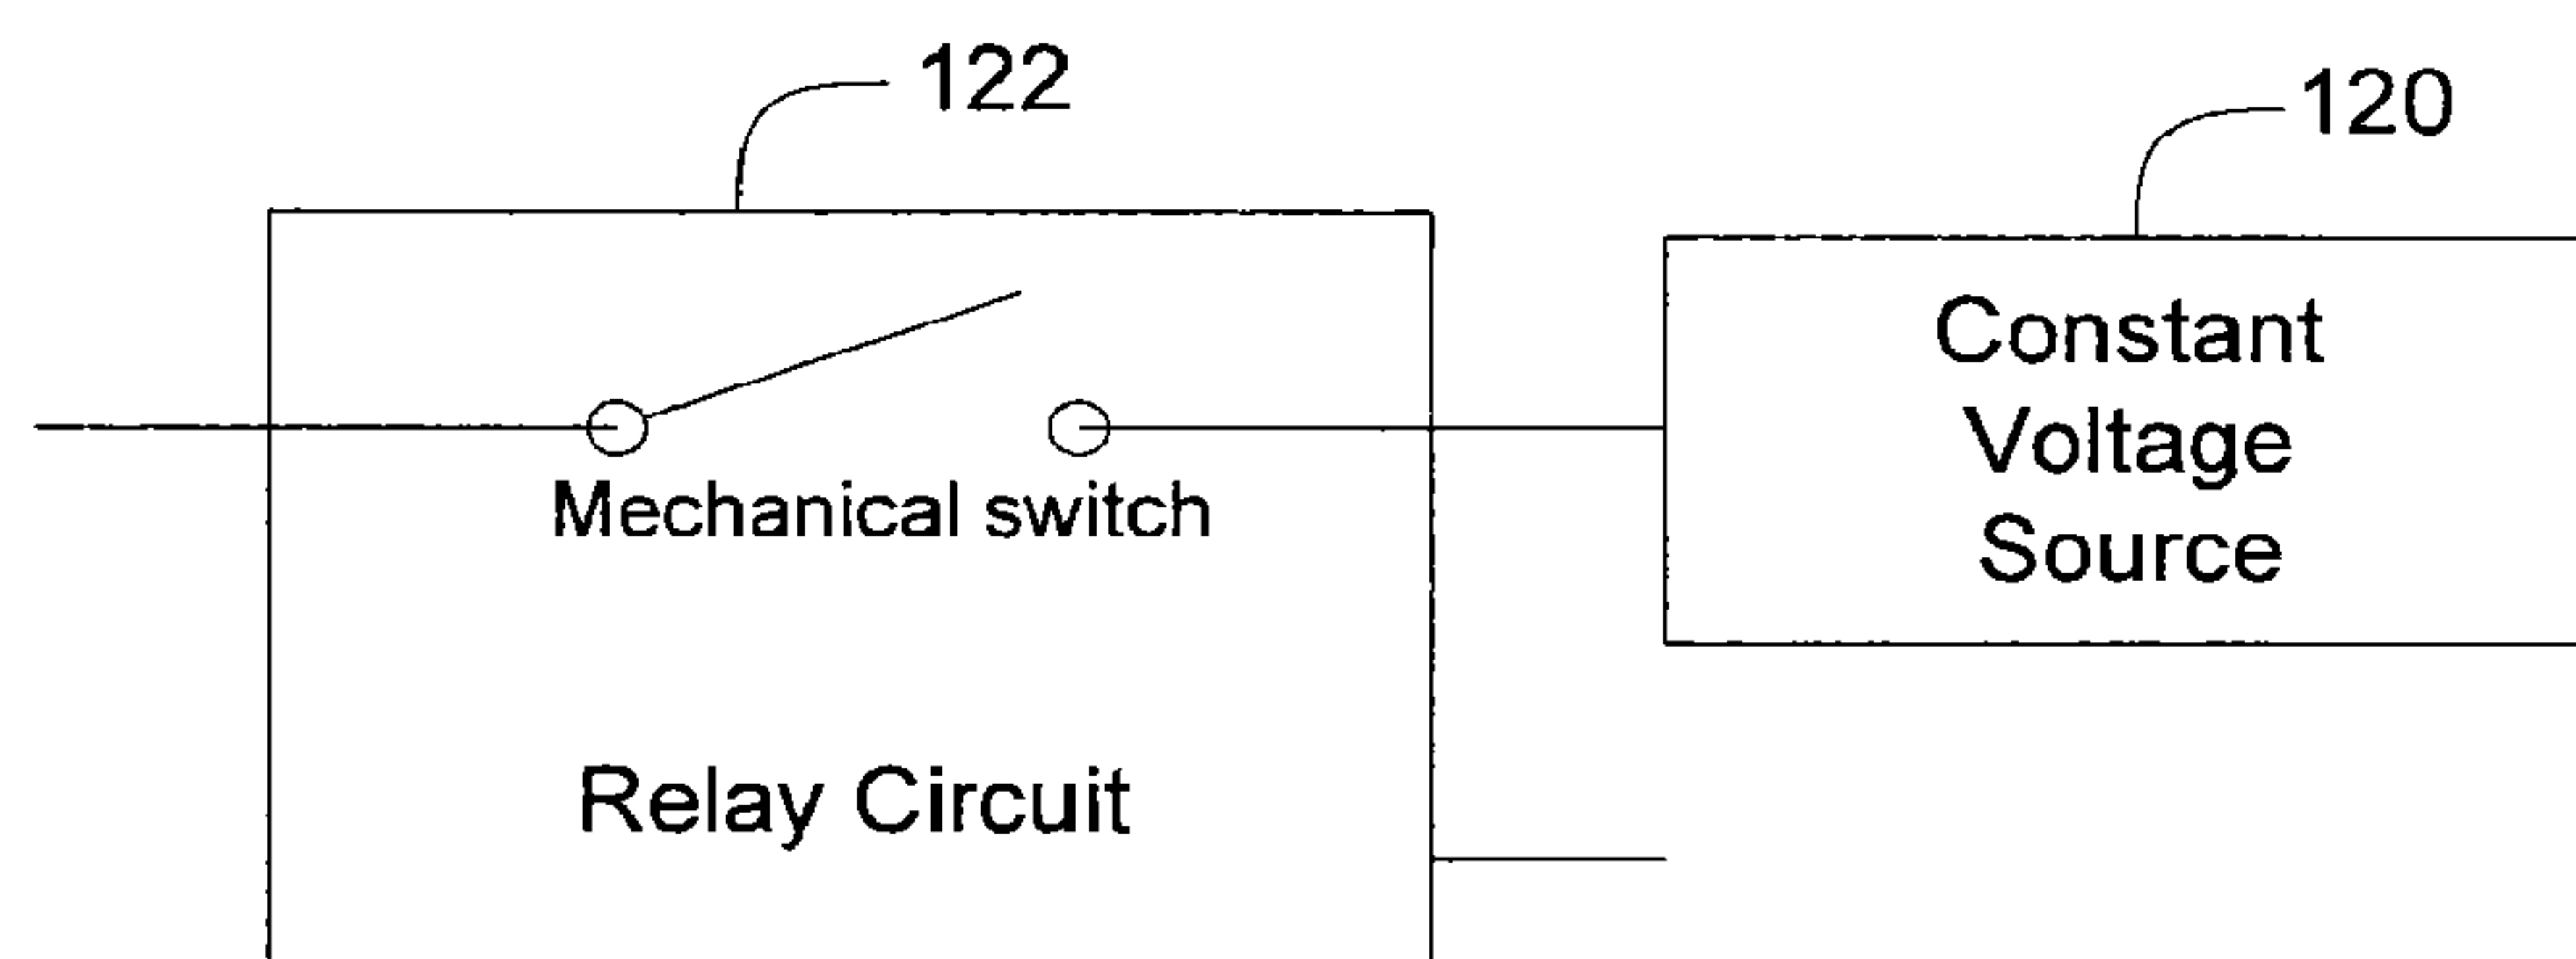 122
120
Constant
Voltage
Source
Mechanical switch
Relay Circuit